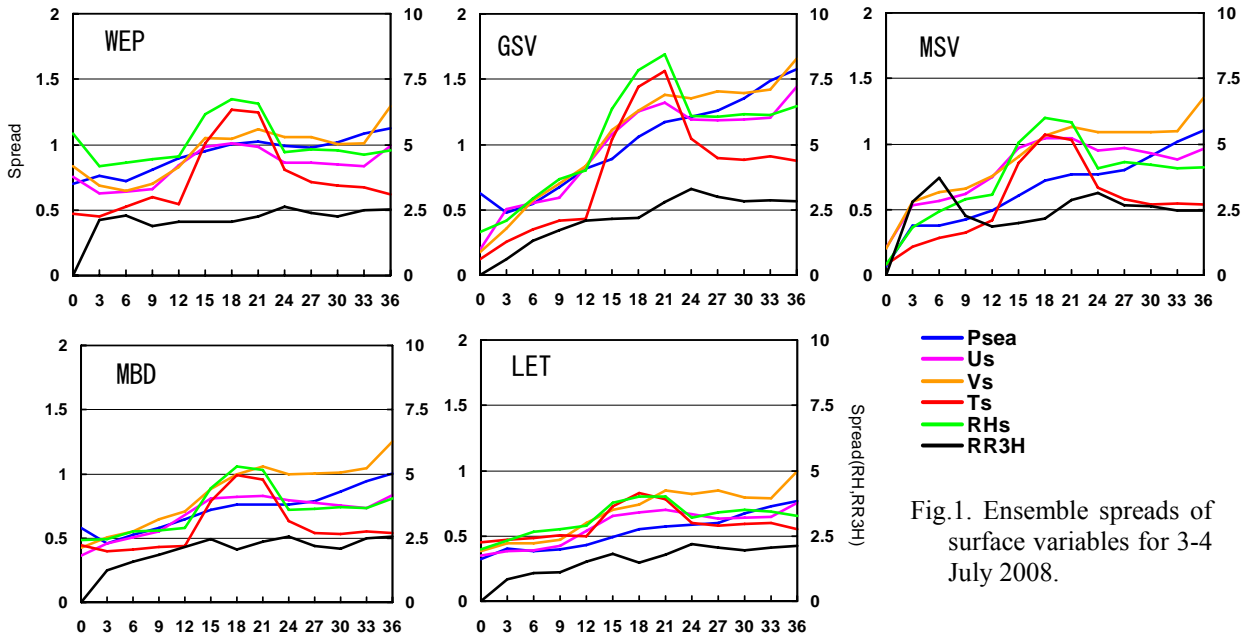 WEP
2
1.5
1
0.5
0
Spread
10
7.5
5
2.5
0
0 3 6 9 12 15 18 21 24 27 30 33 36
GSV
2
1.5
1
0.5
0
10
7.5
5
2.5
0
0 3 6 9 12 15 18 21 24 27 30 33 36
MSV
2
1.5
1
0.5
0
10
7.5
5
2.5
0
0 3 6 9 12 15 18 21 24 27 30 33 36
MBD
2
1.5
1
0.5
0
10
7.5
5
2.5
0
0 3 6 9 12 15 18 21 24 27 30 33 36
LET
2
1.5
1
0.5
0
10
7.5
5
2.5
0
Spread(RH,RR3H)
0 3 6 9 12 15 18 21 24 27 30 33 36
Psea
Us
Vs
Ts
RHs
RR3H
Fig.1. Ensemble spreads of
surface variables for 3-4
July 2008.